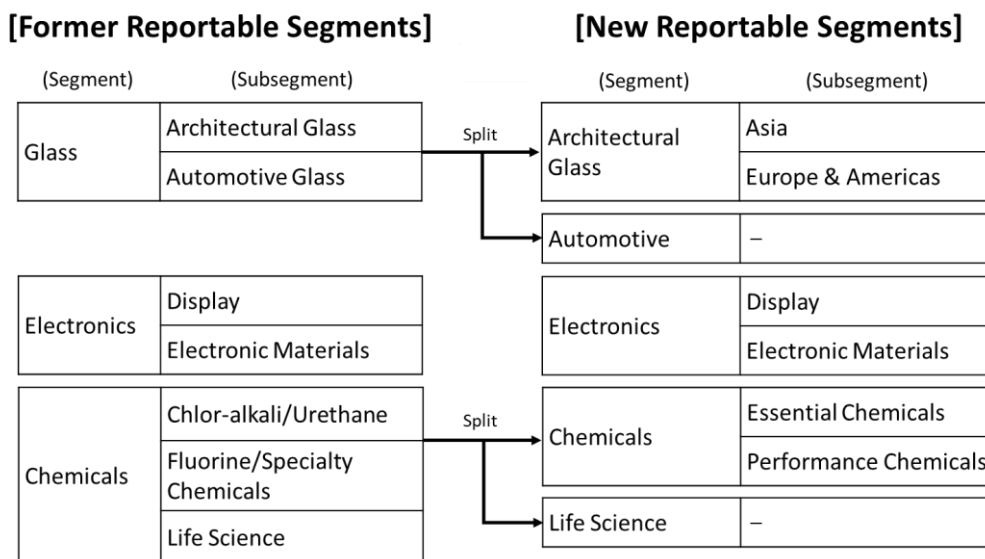 [Former Reportable Segments]
[New Reportable Segments]
(Segment)
(Subsegment)
(Segment)
(Subsegment)
Glass
Architectural Glass
Automotive Glass
Split
Architectural
Glass
Asia
Europe & Americas
Automotive
–
Electronics
Display
Electronic Materials
Electronics
Display
Electronic Materials
Chemicals
Chlor-alkali/Urethane
Fluorine/Specialty
Chemicals
Life Science
Split
Chemicals
Essential Chemicals
Performance Chemicals
Life Science
–